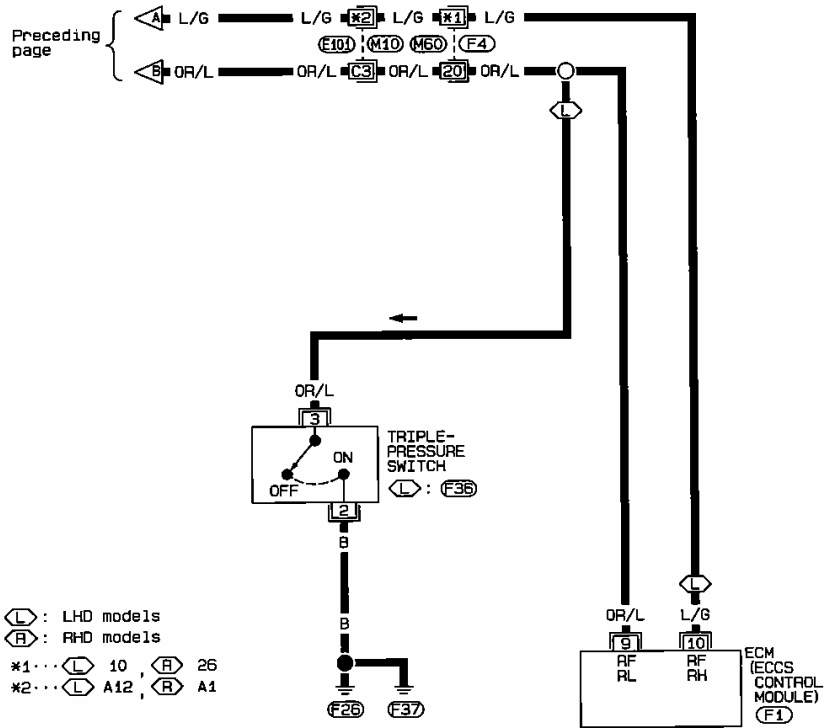 Preceding
page
A L/G L/G *2 L/G *1 L/G
E101 M10 M60 F4
B OR/L OR/L C3 OR/L 20 OR/L
L
OR/L
3
TRIPLE-
PRESSURE
SWITCH
L : F36
ON
OFF
2
B
B
F26 F37
L : LHD models
R : RHD models
*1··· L 10 , R 26
*2··· L A12 , R A1
L
OR/L L/G
9 10
RF RF
RL RH
ECM
(ECCS
CONTROL
MODULE)
F1